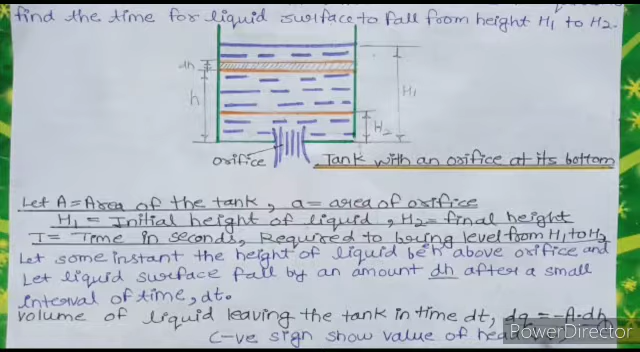 find the time for liquid surface to fall from height H1 to H2.
dh
h
H1
H2
orifice
Tank with an orifice at its bottom
Let A = Area of the tank, a = area of orifice
H1 = Initial height of liquid, H2 = final height
T = Time in seconds, Required to bring level from H1 to H2
Let some instant the height of liquid be h above orifice and
Let liquid surface fall by an amount dh after a small
interval of time, dt.
volume of liquid leaving the tank in time dt, dq = -A.dh
(-ve sign show value of head
PowerDirector